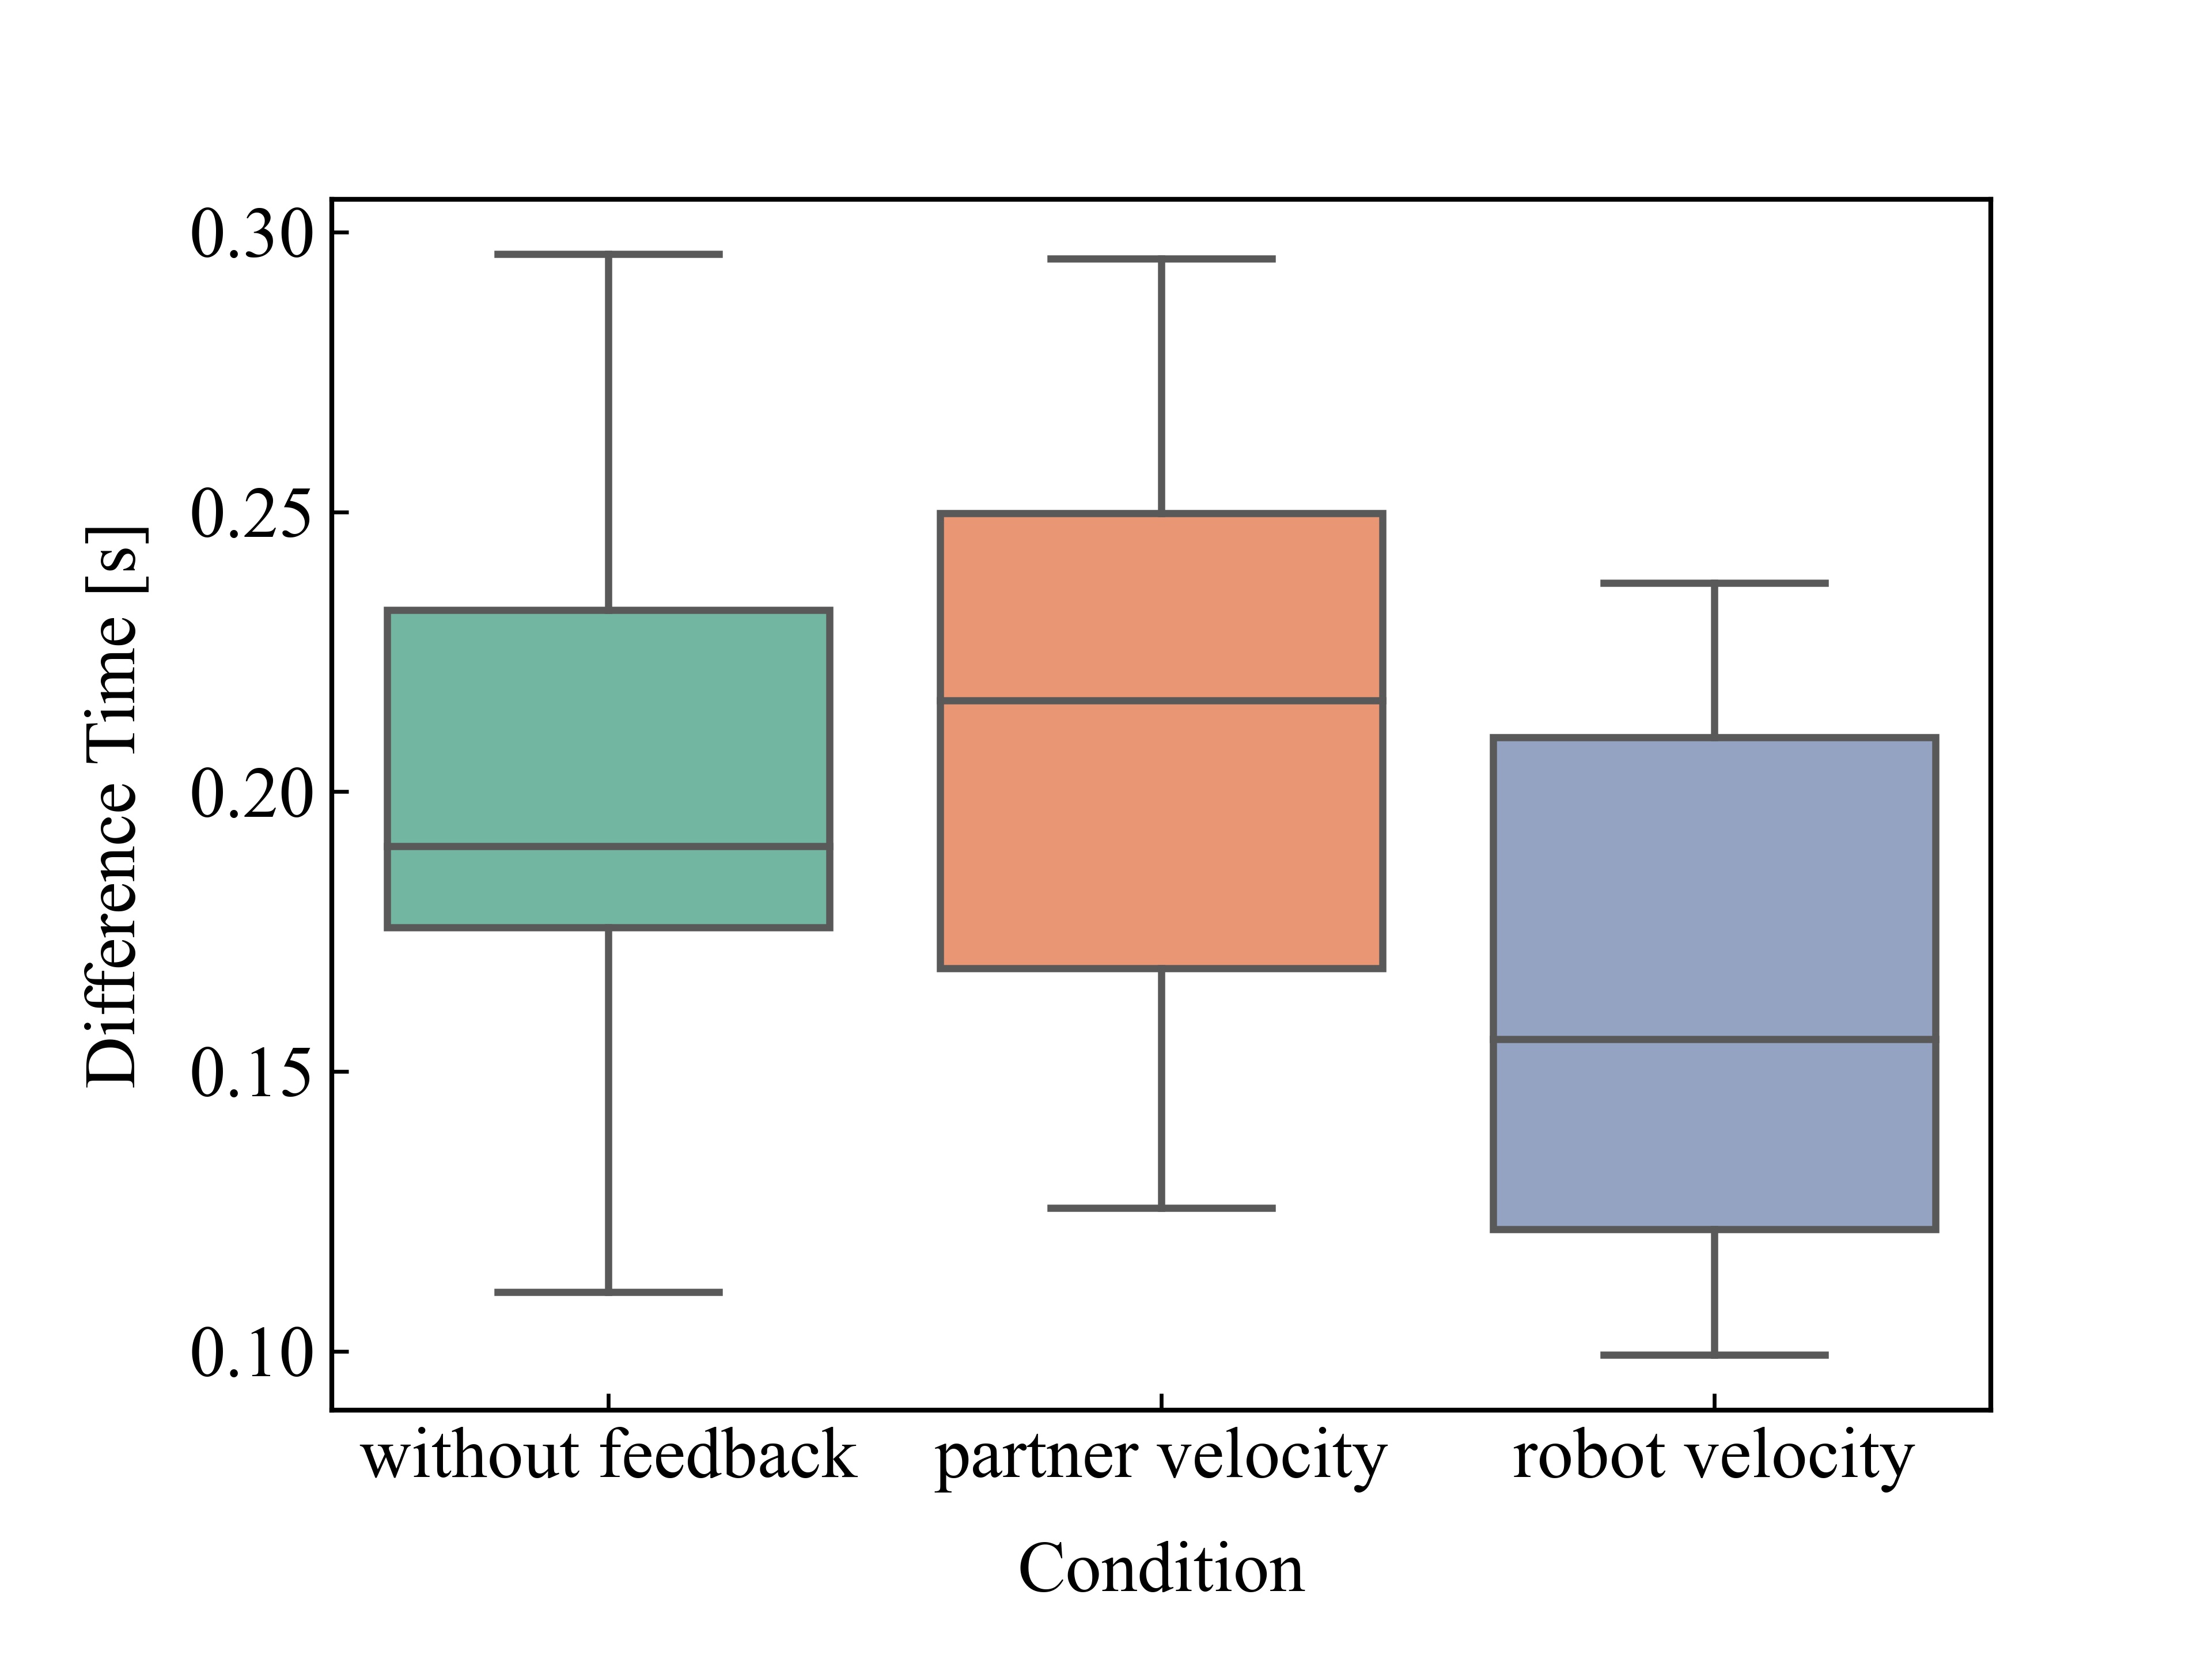 0.30
0.25
0.20
0.15
0.10
Difference Time [s]
without feedback
partner velocity
robot velocity
Condition